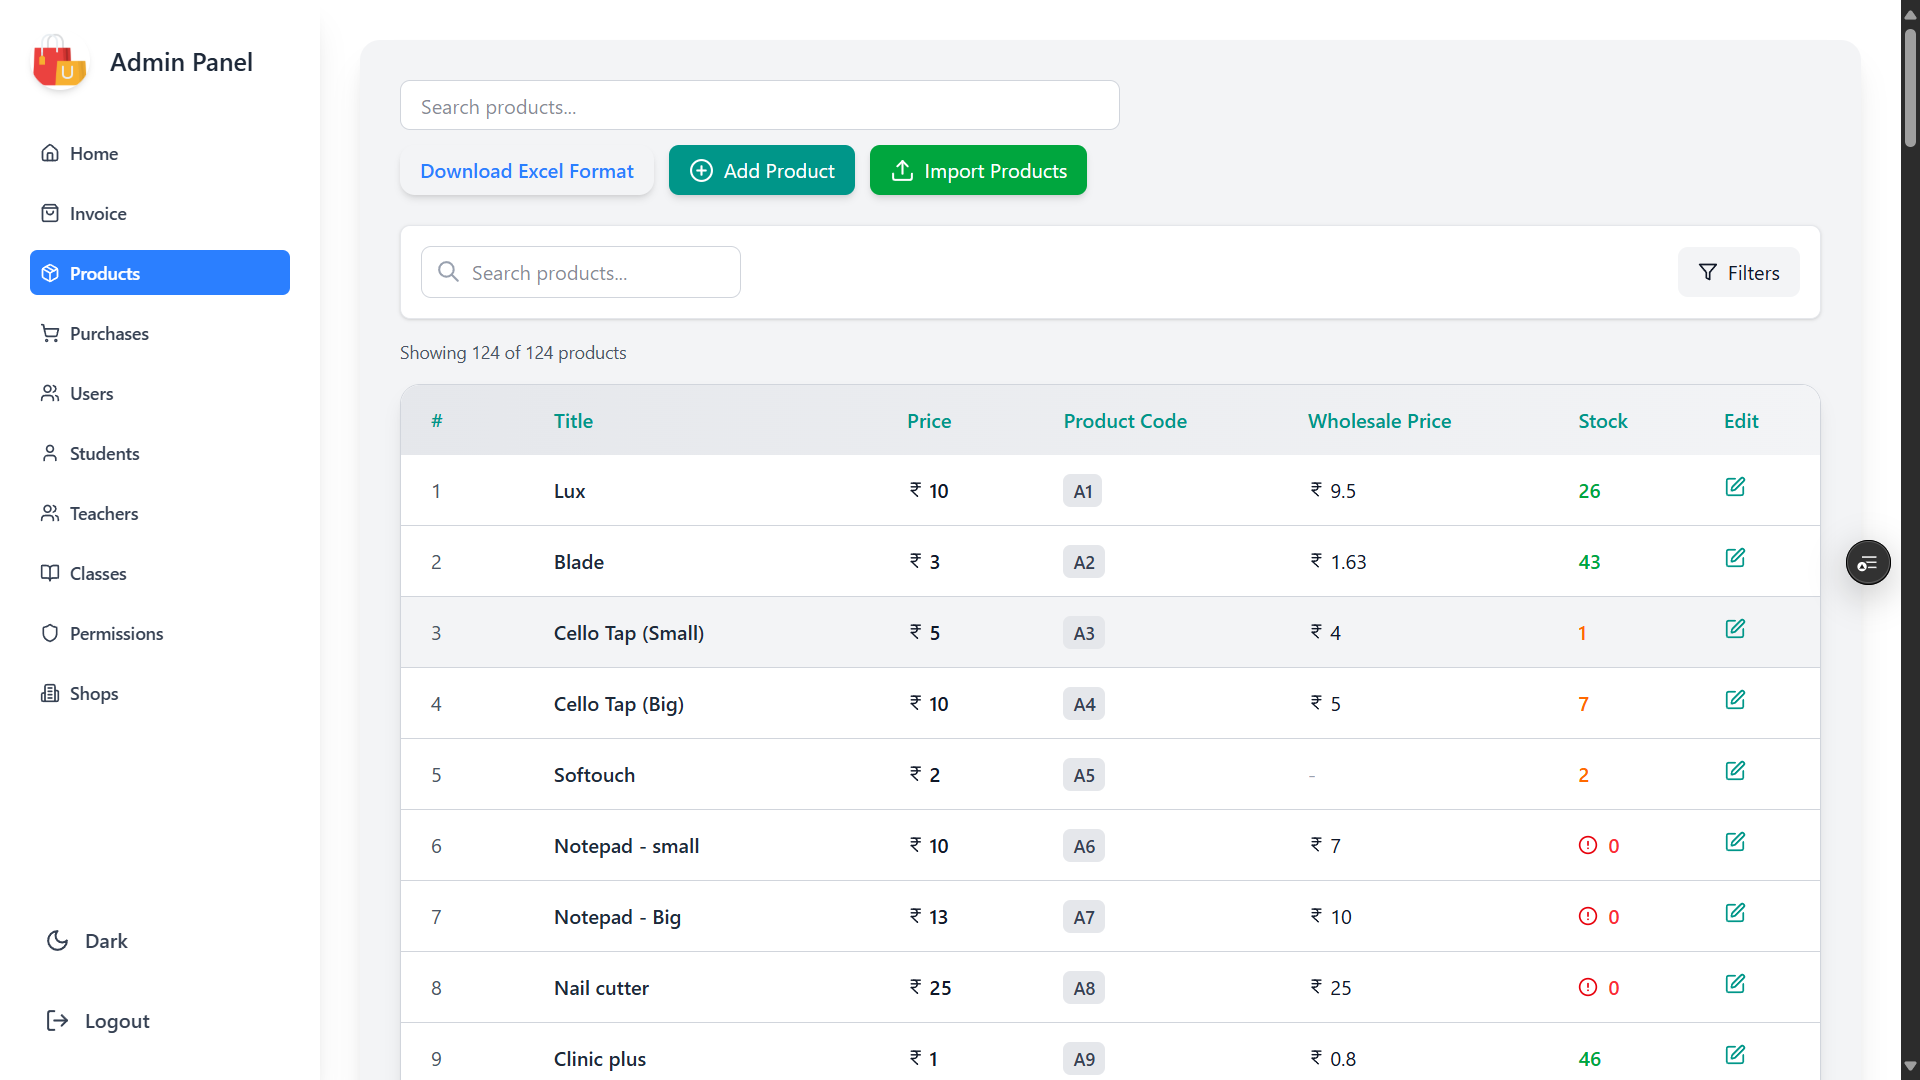 Admin Panel
Home
Invoice
Products
Purchases
Users
Students
Teachers
Classes
Permissions
Shops
Dark
Logout
Search products...
Download Excel Format
Add Product
Import Products
Search products...
Filters
Showing 124 of 124 products
# Title Price Product Code Wholesale Price Stock Edit
1 Lux ₹ 10 A1 ₹ 9.5 26
2 Blade ₹ 3 A2 ₹ 1.63 43
3 Cello Tap (Small) ₹ 5 A3 ₹ 4 1
4 Cello Tap (Big) ₹ 10 A4 ₹ 5 7
5 Softouch ₹ 2 A5 - 2
6 Notepad - small ₹ 10 A6 ₹ 7 0
7 Notepad - Big ₹ 13 A7 ₹ 10 0
8 Nail cutter ₹ 25 A8 ₹ 25 0
9 Clinic plus ₹ 1 A9 ₹ 0.8 46